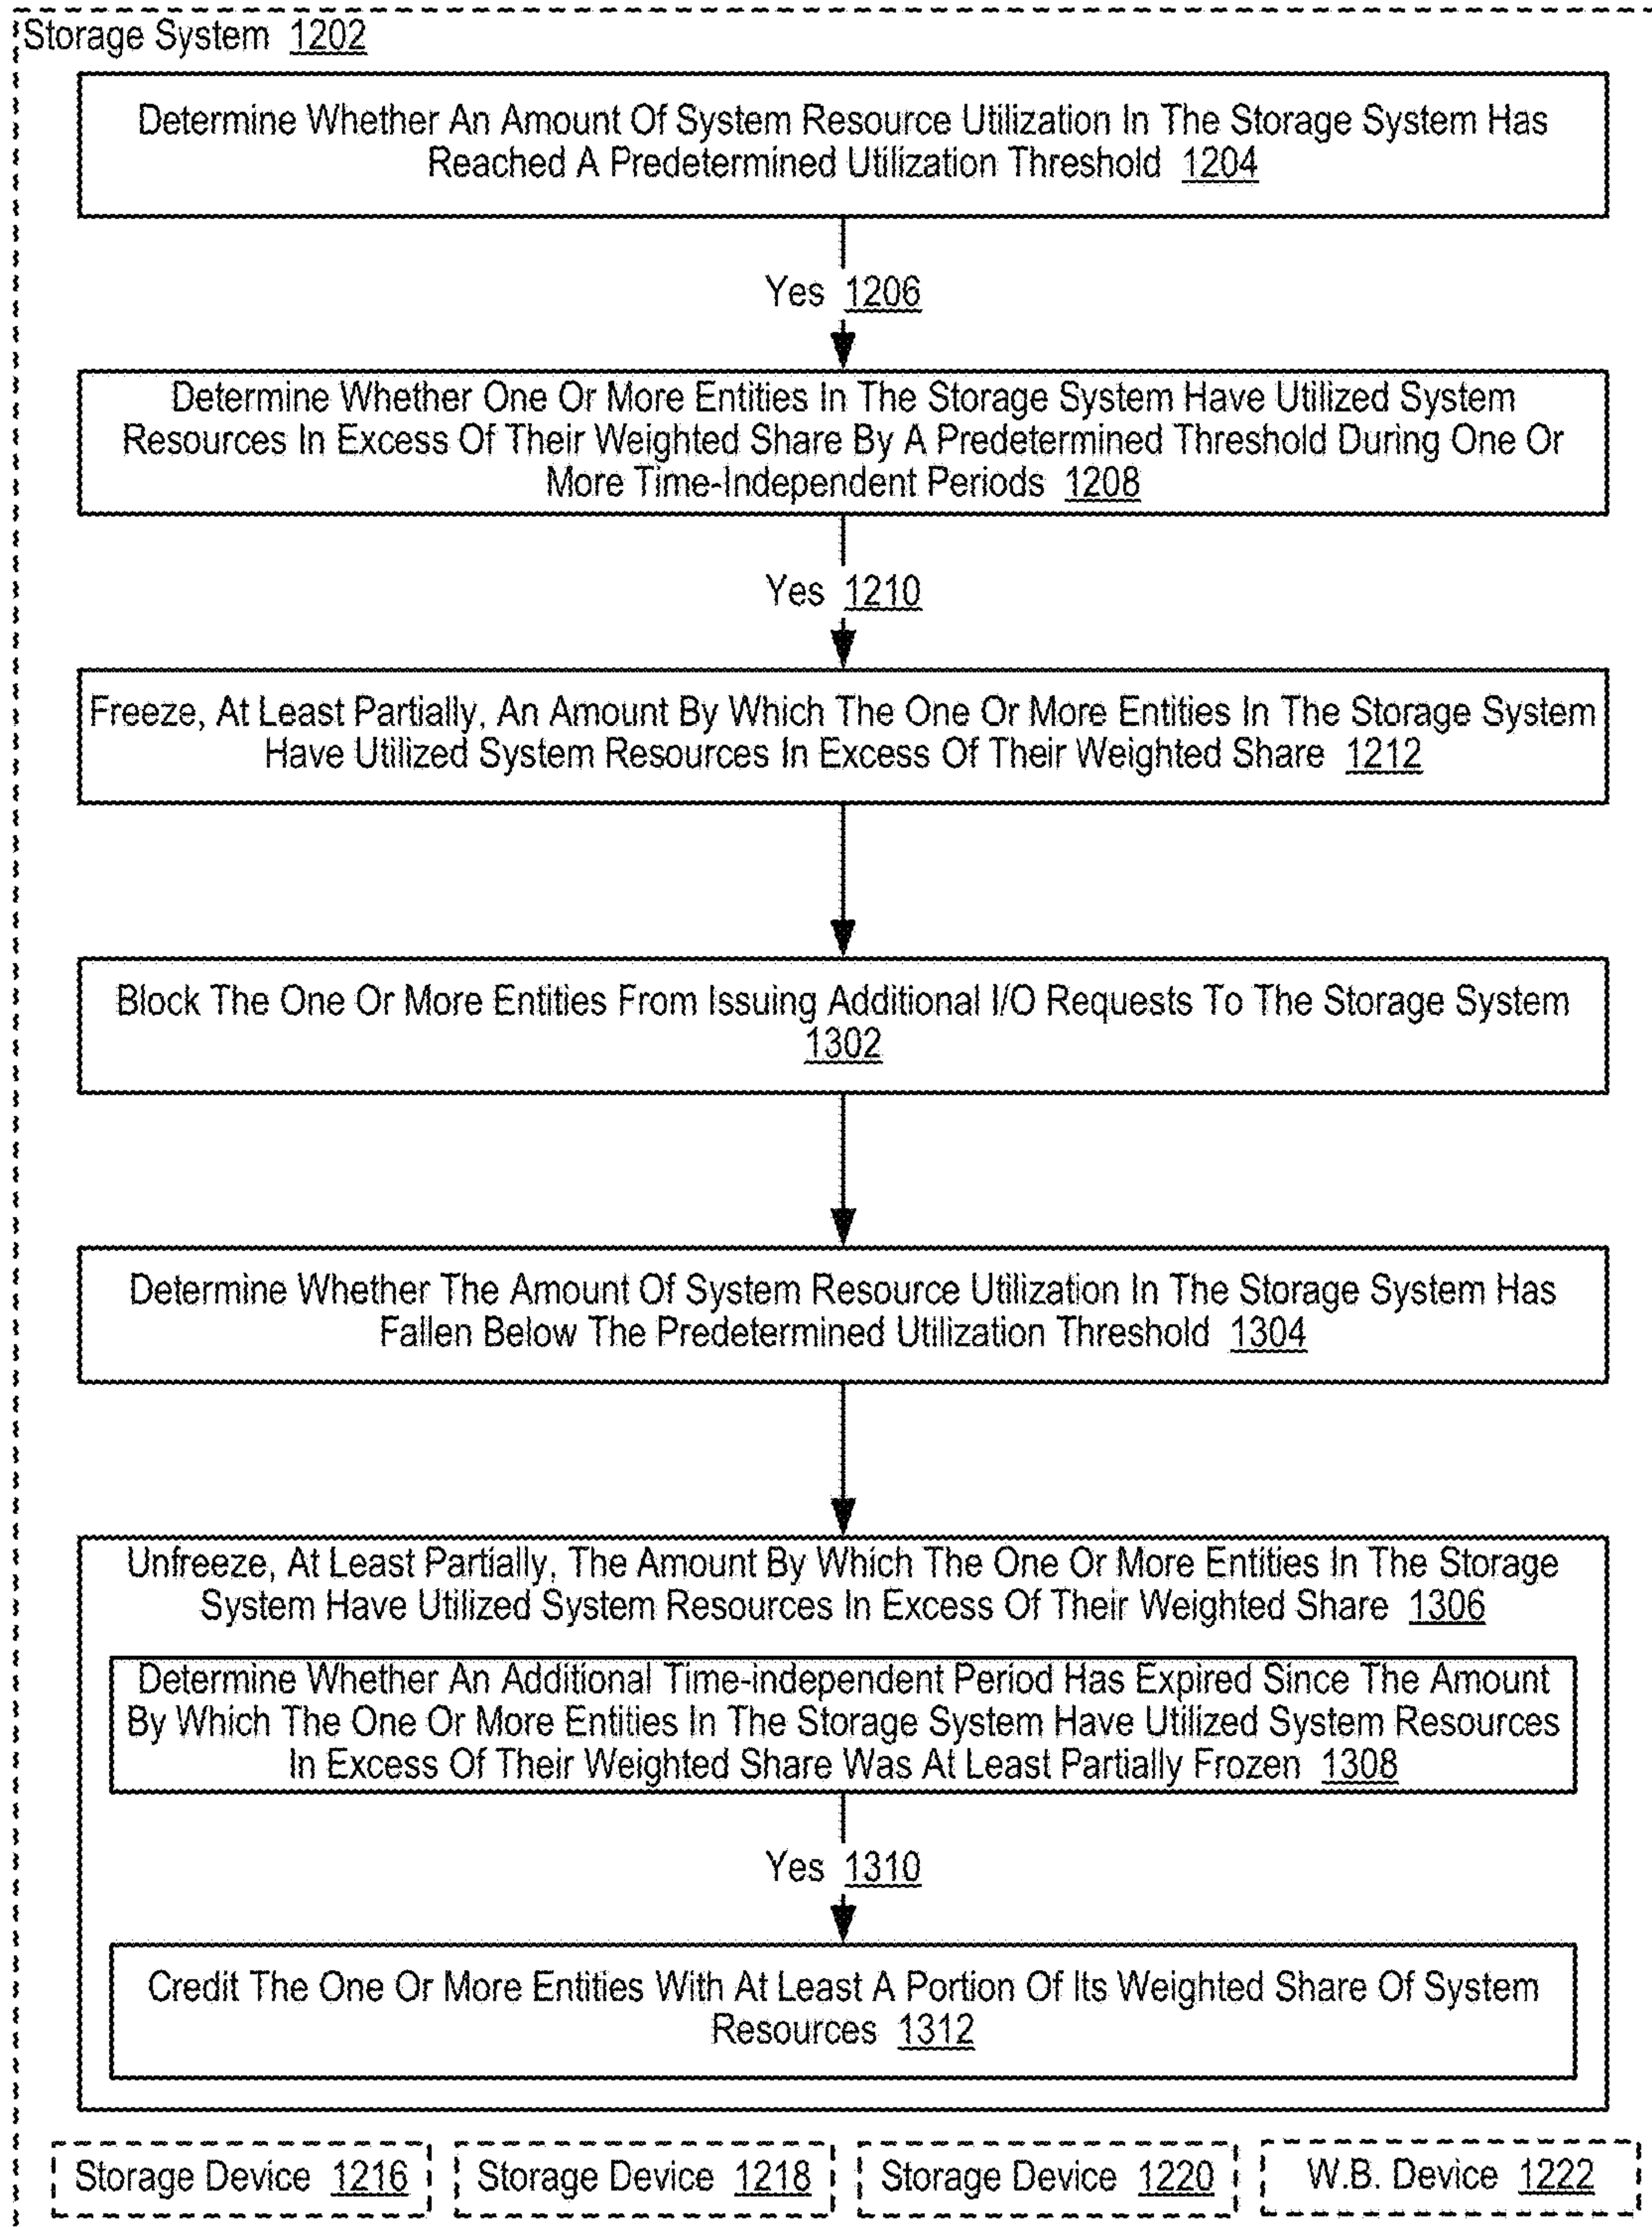 Storage System 1202
Determine Whether An Amount Of System Resource Utilization In The Storage System Has
Reached A Predetermined Utilization Threshold 1204
Yes 1206
Determine Whether One Or More Entities In The Storage System Have Utilized System
Resources In Excess Of Their Weighted Share By A Predetermined Threshold During One Or
More Time-Independent Periods 1208
Yes 1210
Freeze, At Least Partially, An Amount By Which The One Or More Entities In The Storage System
Have Utilized System Resources In Excess Of Their Weighted Share 1212
Block The One Or More Entities From Issuing Additional I/O Requests To The Storage System
1302
Determine Whether The Amount Of System Resource Utilization In The Storage System Has
Fallen Below The Predetermined Utilization Threshold 1304
Unfreeze, At Least Partially, The Amount By Which The One Or More Entities In The Storage
System Have Utilized System Resources In Excess Of Their Weighted Share 1306
Determine Whether An Additional Time-independent Period Has Expired Since The Amount
By Which The One Or More Entities In The Storage System Have Utilized System Resources
In Excess Of Their Weighted Share Was At Least Partially Frozen 1308
Yes 1310
Credit The One Or More Entities With At Least A Portion Of Its Weighted Share Of System
Resources 1312
Storage Device 1216
Storage Device 1218
Storage Device 1220
W.B. Device 1222